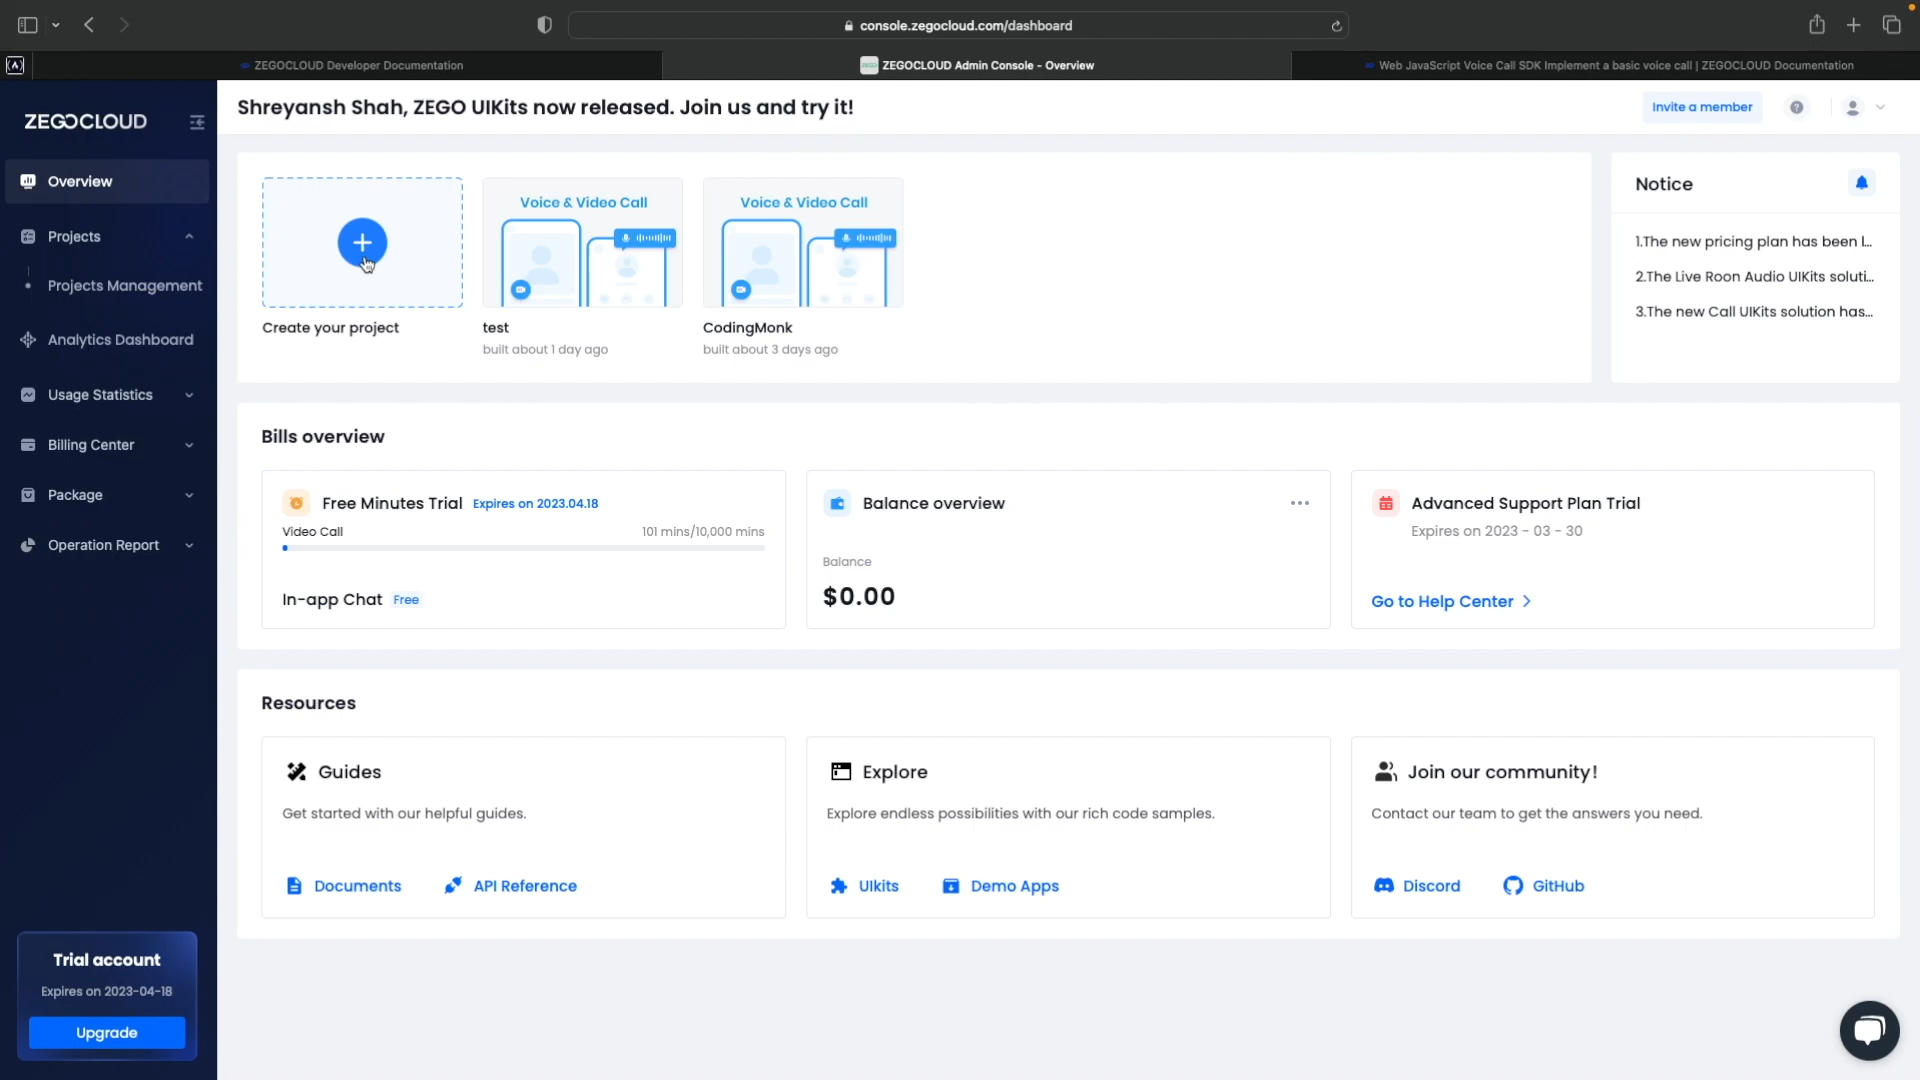 console.zegocloud.com/dashboard
ZEGOCLOUD Developer Documentation
ZEGOCLOUD Admin Console - Overview
Web JavaScript Voice Call SDK Implement a basic voice call | ZEGOCLOUD Documentation
ZEGOCLOUD
Shreyansh Shah, ZEGO UIKits now released. Join us and try it!
Invite a member
Overview
Projects
Projects Management
Analytics Dashboard
Usage Statistics
Billing Center
Package
Operation Report
Trial account
Expires on 2023-04-18
Upgrade
Create your project
Voice & Video Call
test
built about 1 day ago
Voice & Video Call
CodingMonk
built about 3 days ago
Notice
1.The new pricing plan has been l...
2.The Live Roon Audio UIKits soluti...
3.The new Call UIKits solution has...
Bills overview
Free Minutes Trial Expires on 2023.04.18
Video Call 101 mins/10,000 mins
In-app Chat Free
Balance overview
Balance
$0.00
Advanced Support Plan Trial
Expires on 2023 - 03 - 30
Go to Help Center
Resources
Guides
Get started with our helpful guides.
Documents API Reference
Explore
Explore endless possibilities with our rich code samples.
UIkits Demo Apps
Join our community!
Contact our team to get the answers you need.
Discord GitHub